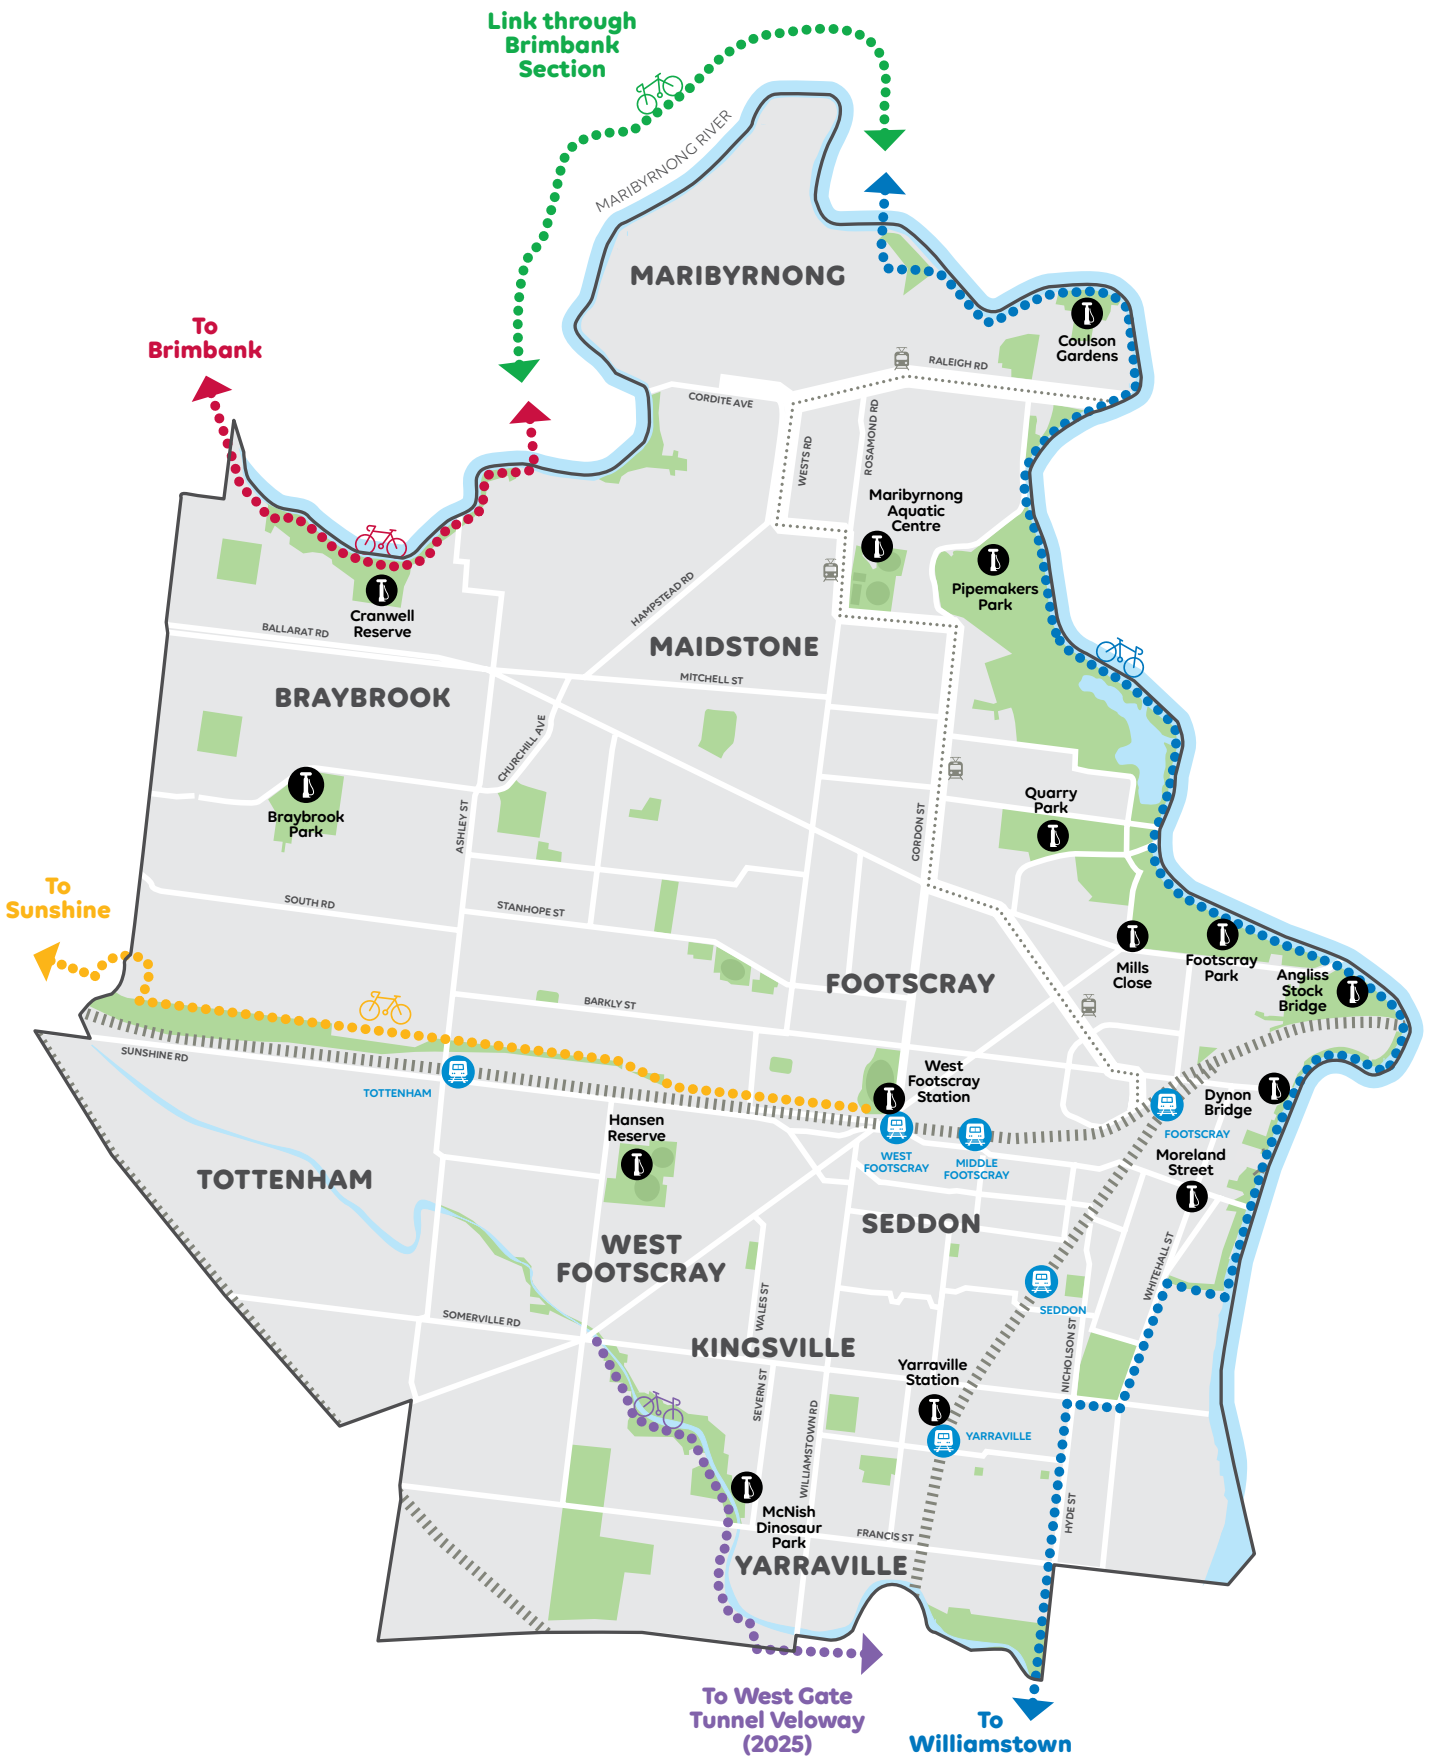 Link through
Brimbank
Section
MARIBYRNONG RIVER
MARIBYRNONG
To
Brimbank
Coulson
Gardens
RALEIGH RD
CORDITE AVE
WESTS RD
ROSAMOND RD
Maribyrnong
Aquatic
Centre
Pipemakers
Park
HAMPSTEAD RD
Cranwell
Reserve
BALLARAT RD
MAIDSTONE
MITCHELL ST
BRAYBROOK
CHURCHILL AVE
Braybrook
Park
ASHLEY ST
GORDON ST
Quarry
Park
To
Sunshine
SOUTH RD
STANHOPE ST
FOOTSCRAY
Mills
Close
Footscray
Park
Angliss
Stock
Bridge
BARKLY ST
SUNSHINE RD
TOTTENHAM
West
Footscray
Station
Dynon
Bridge
Hansen
Reserve
WEST
FOOTSCRAY
MIDDLE
FOOTSCRAY
FOOTSCRAY
Moreland
Street
TOTTENHAM
SEDDON
WEST
FOOTSCRAY
WHITEHALL ST
SEDDON
SOMERVILLE RD
WALES ST
KINGSVILLE
NICHOLSON ST
Yarraville
Station
SEVERN ST
WILLIAMSTOWN RD
YARRAVILLE
McNish
Dinosaur
Park
HYDE ST
FRANCIS ST
YARRAVILLE
To West Gate
Tunnel Veloway
(2025)
To
Williamstown